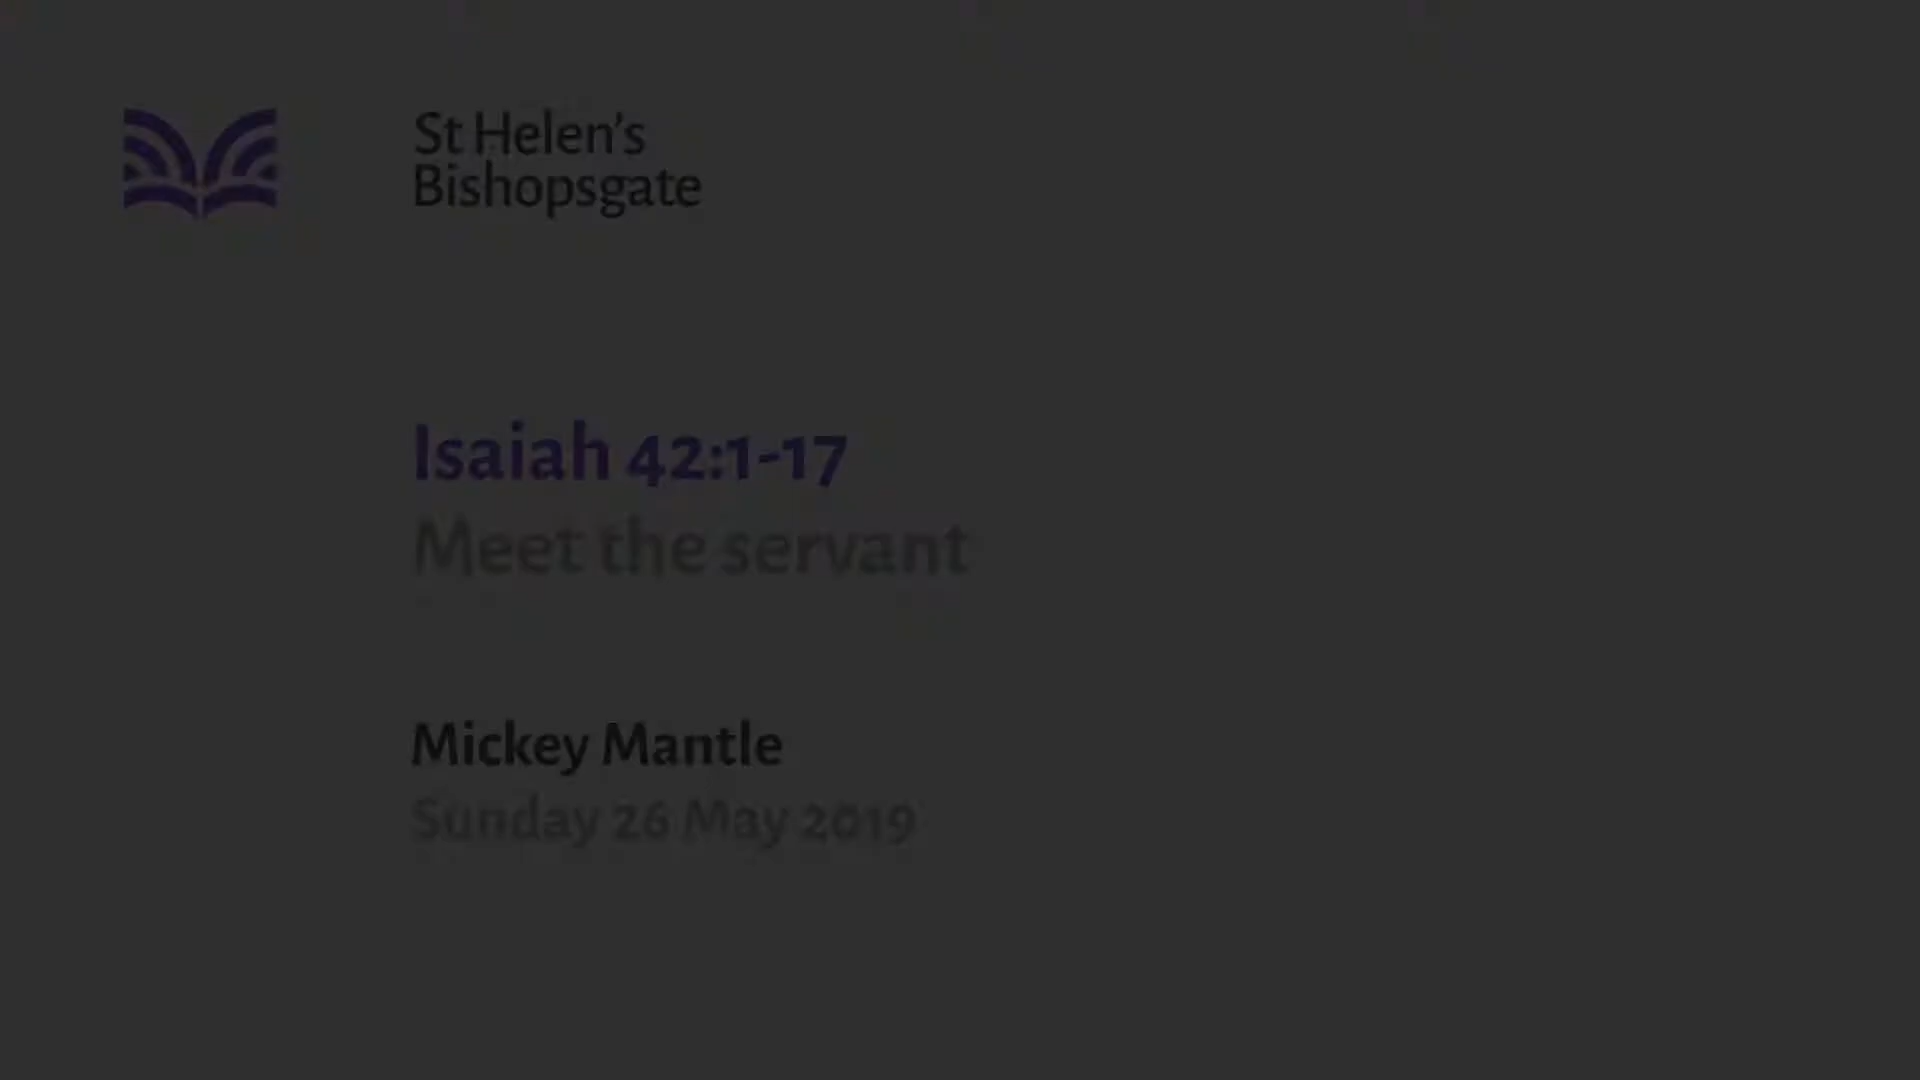 St Helen's
Bishopsgate
Isaiah 42:1-17
Meet the servant
Mickey Mantle
Sunday 26 May 2019